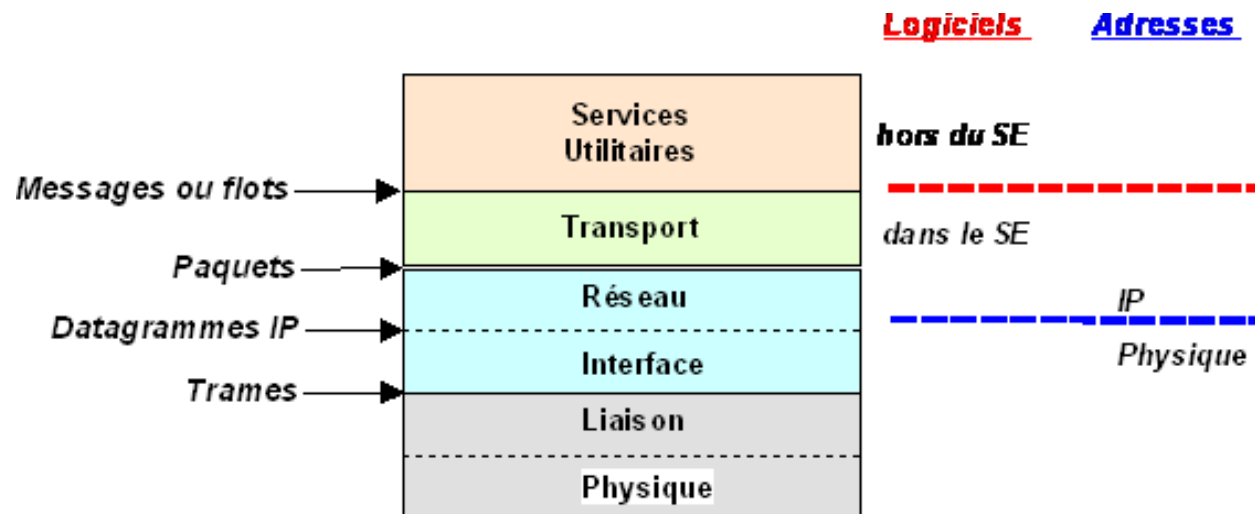 Logiciels Adresses
Services
Utilitaires
hors du SE
Messages ou flots
Transport
dans le SE
Paquets
Réseau
IP
Datagrammes IP
Interface
Physique
Trames
Liaison
Physique